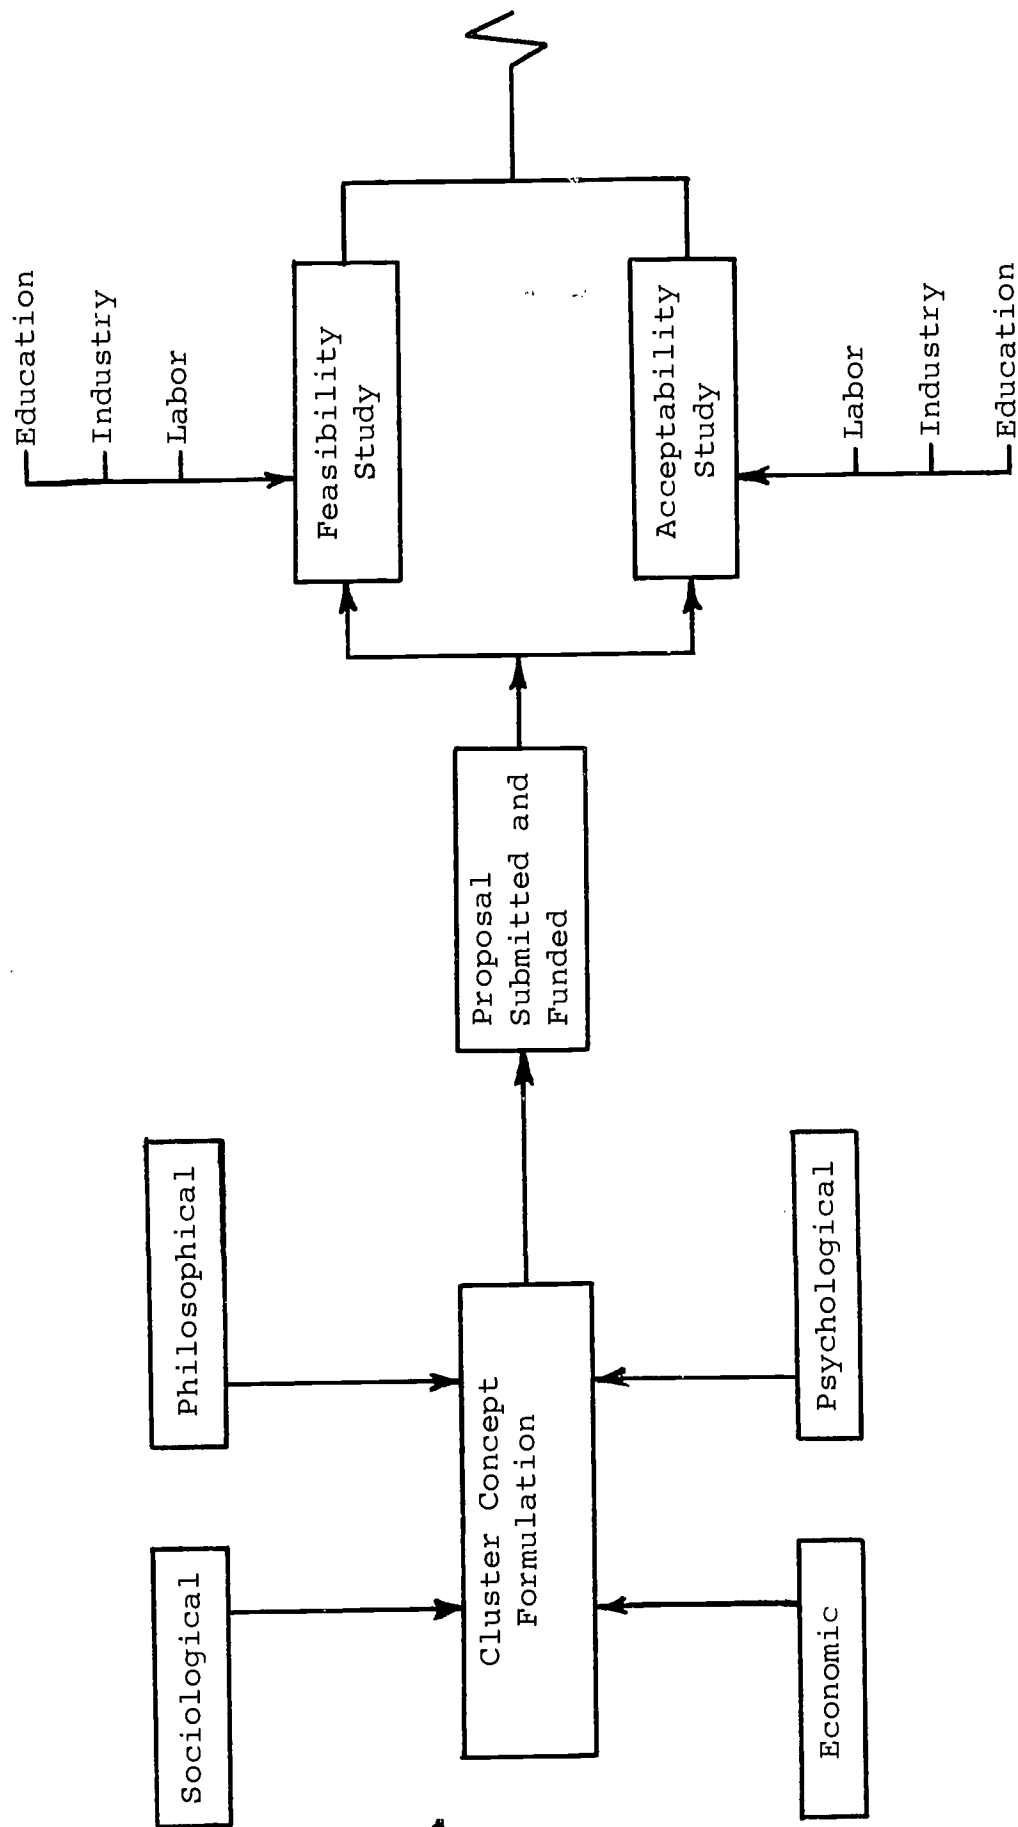 Sociological
Philosophical
Cluster Concept
Formulation
Economic
Psychological
Proposal
Submitted and
Funded
Education
Industry
Labor
Feasibility
Study
Acceptability
Study
Labor
Industry
Education